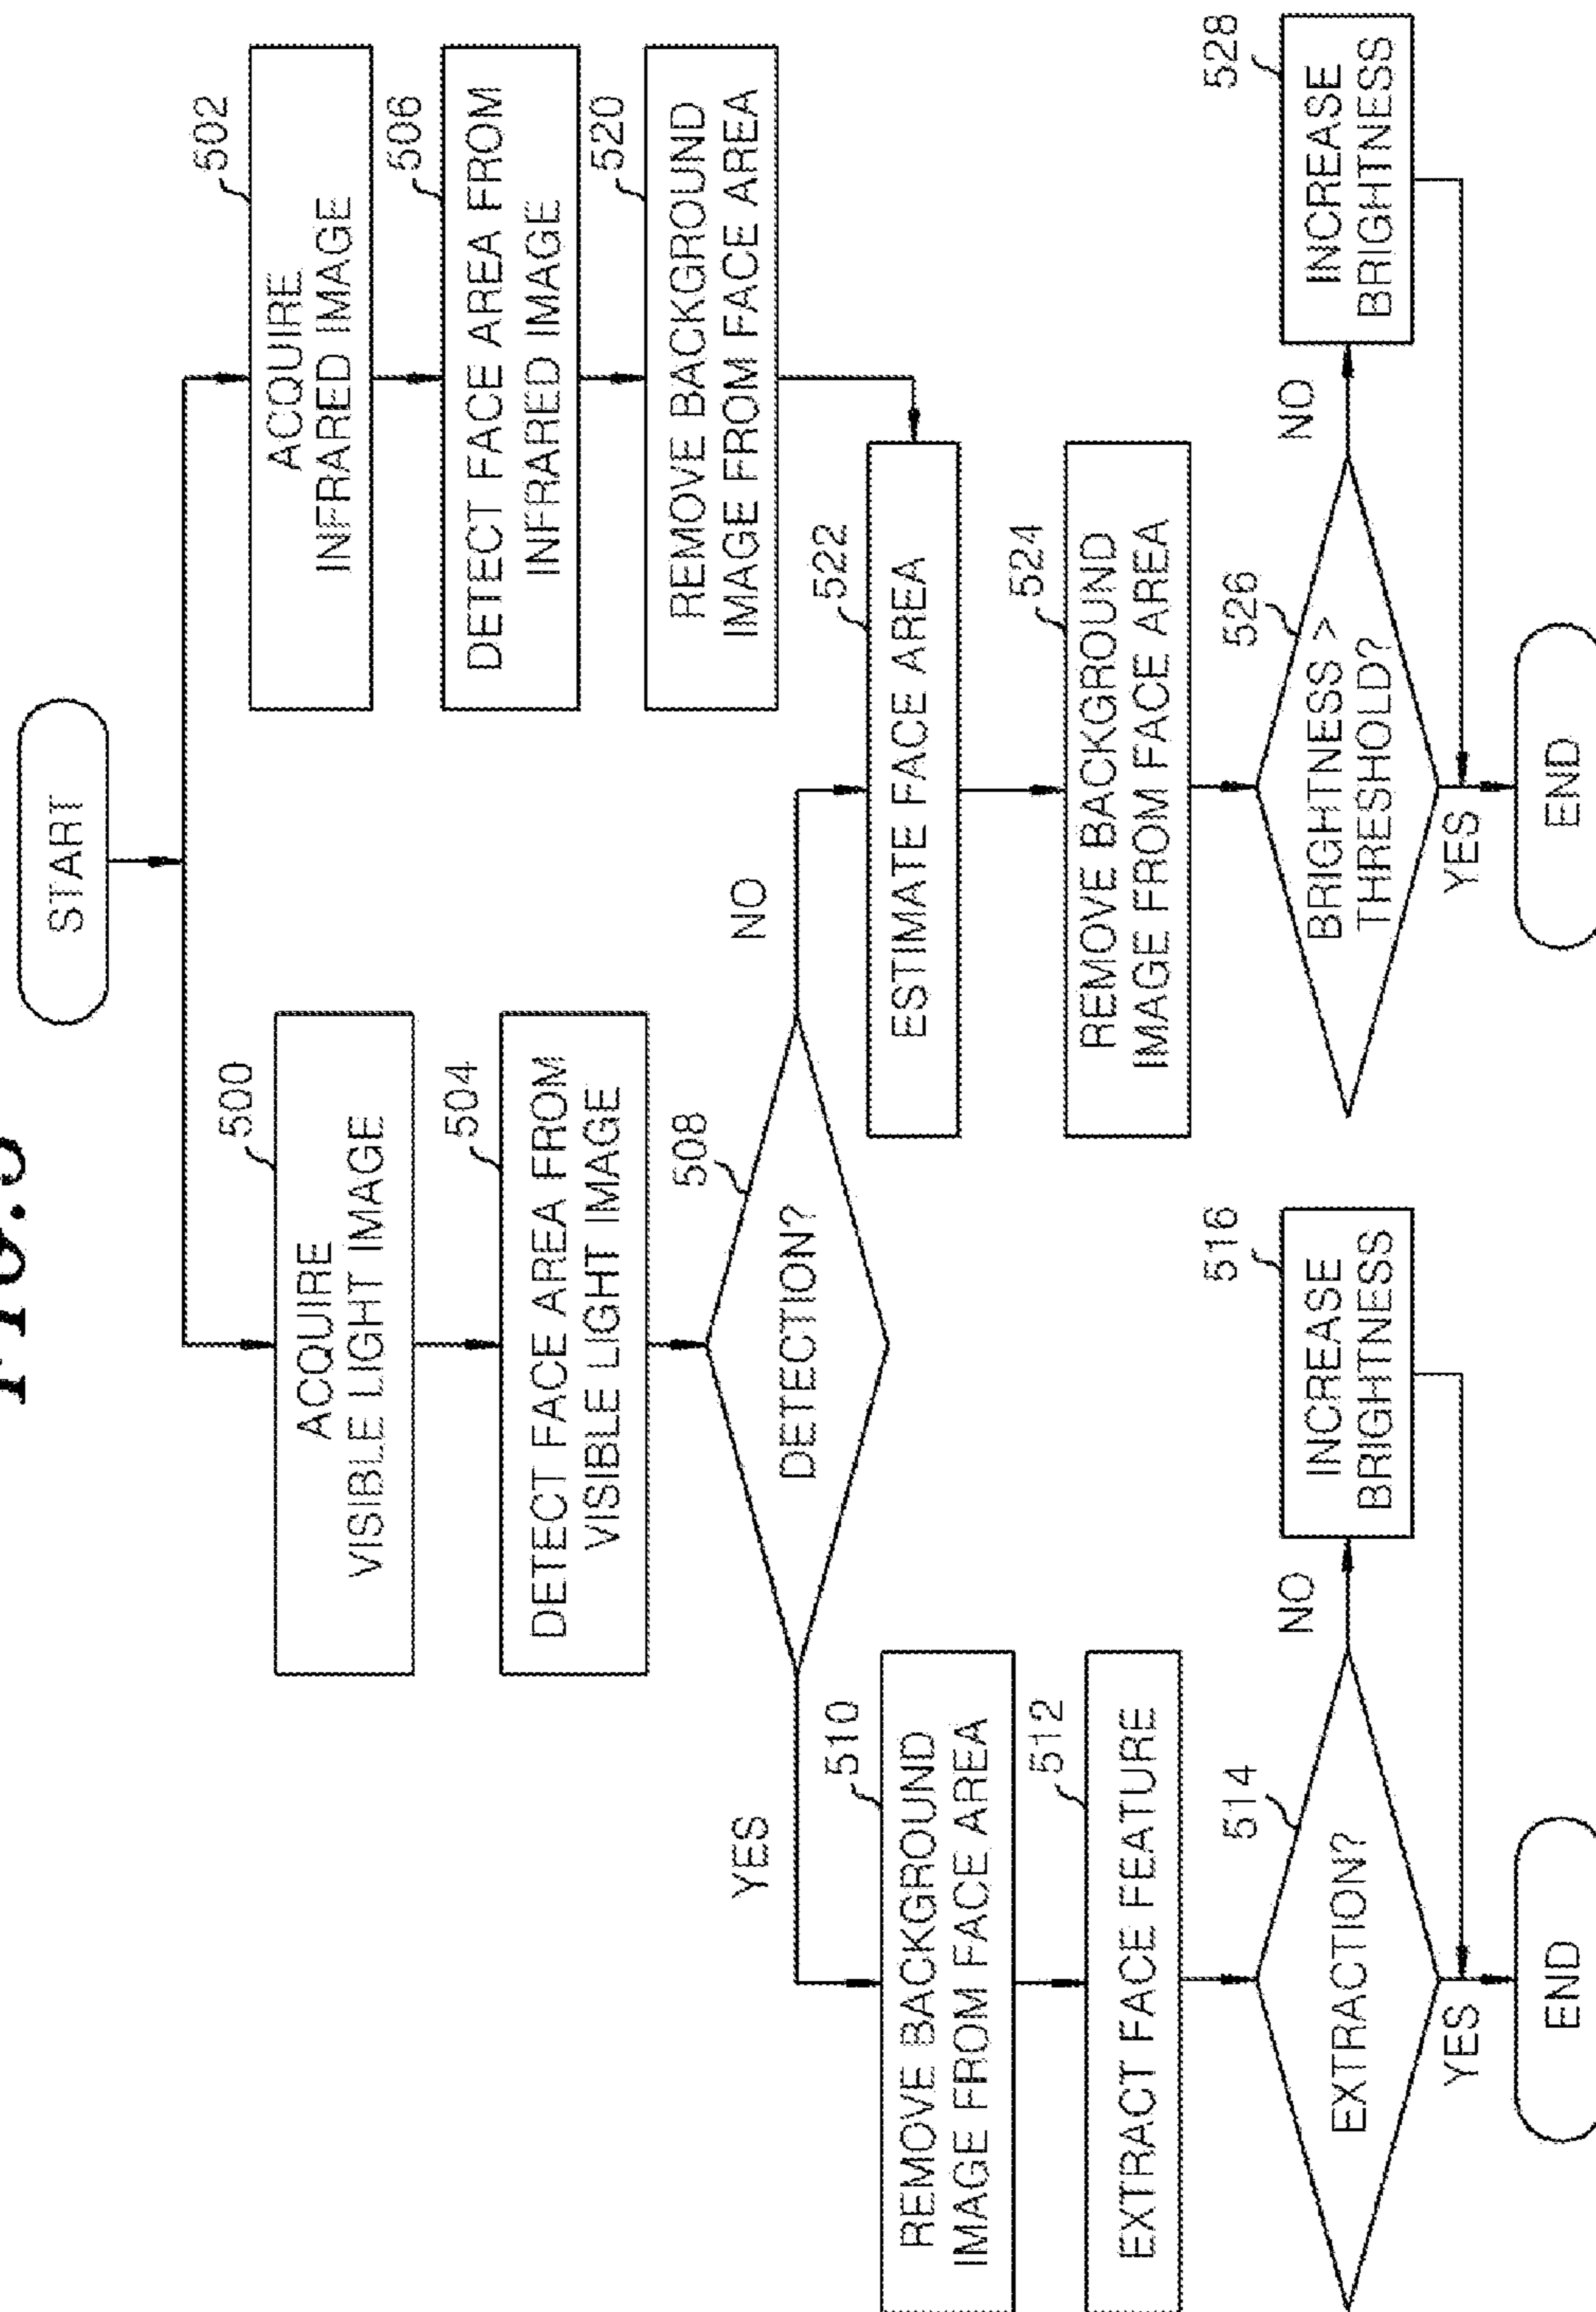 START
500
ACQUIRE
VISIBLE LIGHT IMAGE
502
ACQUIRE
INFRARED IMAGE
504
DETECT FACE AREA FROM
VISIBLE LIGHT IMAGE
506
DETECT FACE AREA FROM
INFRARED IMAGE
508
DETECTION?
520
REMOVE BACKGROUND
IMAGE FROM FACE AREA
YES
NO
510
REMOVE BACKGROUND
IMAGE FROM FACE AREA
522
ESTIMATE FACE AREA
512
EXTRACT FACE FEATURE
524
REMOVE BACKGROUND
IMAGE FROM FACE AREA
514
EXTRACTION?
NO
516
INCREASE
BRIGHTNESS
YES
END
526
BRIGHTNESS >
THRESHOLD?
NO
528
INCREASE
BRIGHTNESS
YES
END